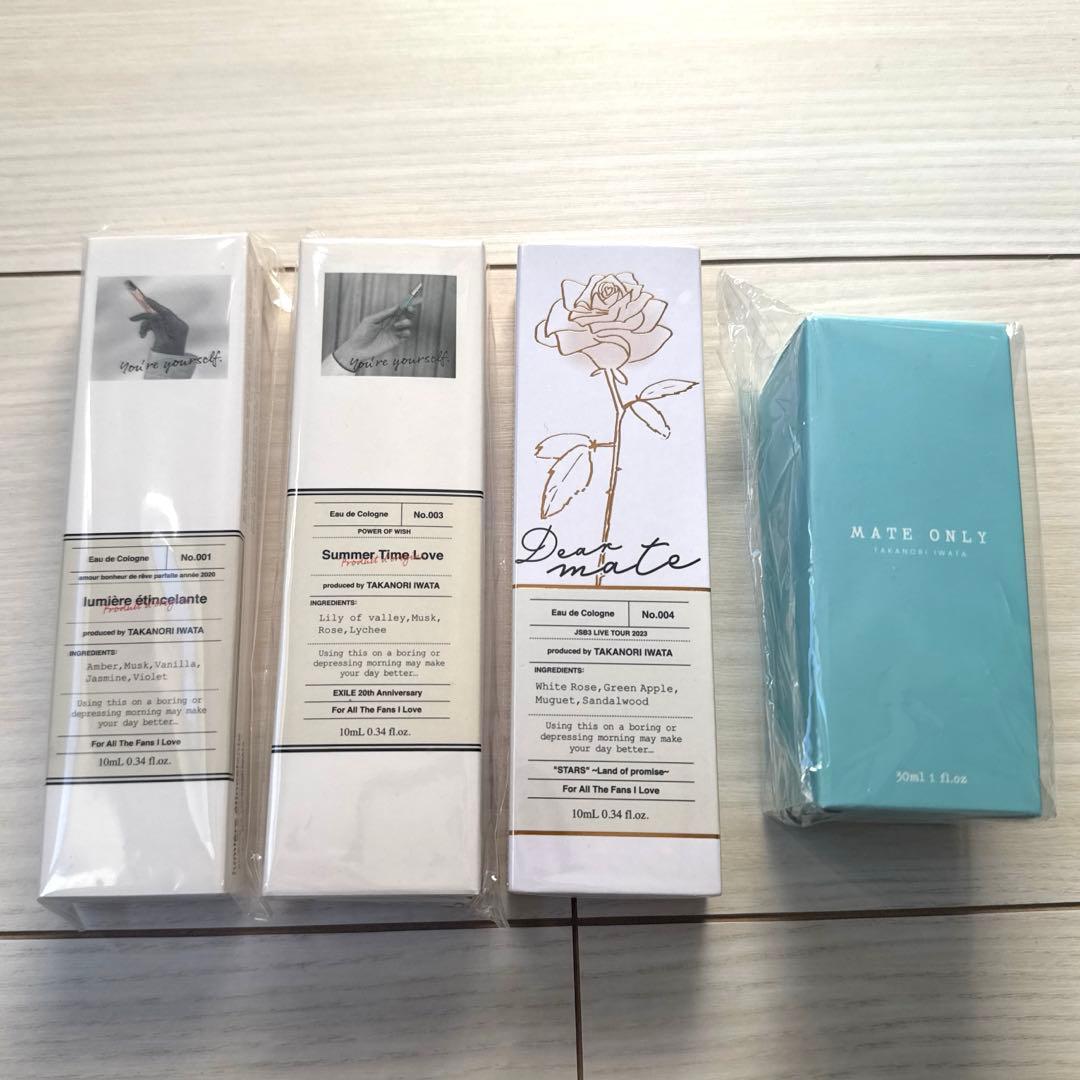 You're yourself.
Eau de Cologne No.001
amour bonheur de rêve parfaite année 2020
lumière étincelante
produced by TAKANORI IWATA
INGREDIENTS:
Amber,Musk,Vanilla,
Jasmine,Violet
Using this on a boring or
depressing morning may make
your day better…
For All The Fans I Love
10mL 0.34 fl.oz.
You're yourself.
Eau de Cologne No.003
POWER OF WISH
Summer Time Love
produced by TAKANORI IWATA
INGREDIENTS:
Lily of valley,Musk,
Rose,Lychee
Using this on a boring or
depressing morning may make
your day better…
EXILE 20th Anniversary
For All The Fans I Love
10mL 0.34 fl.oz.
Dear
mate
Eau de Cologne No.004
JSB3 LIVE TOUR 2023
produced by TAKANORI IWATA
INGREDIENTS:
White Rose,Green Apple,
Muguet,Sandalwood
Using this on a boring or
depressing morning may make
your day better…
"STARS" ~Land of promise~
For All The Fans I Love
10mL 0.34 fl.oz.
MATE ONLY
TAKANORI IWATA
30ml 1 fl.oz